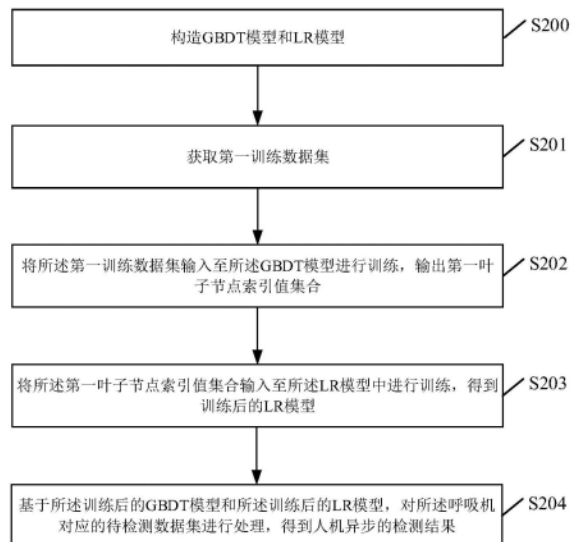 构造GBDT模型和LR模型
S200
获取第一训练数据集
S201
将所述第一训练数据集输入至所述GBDT模型进行训练，输出第一叶
子节点索引值集合
S202
将所述第一叶子节点索引值集合输入至所述LR模型中进行训练，得到
训练后的LR模型
S203
基于所述训练后的GBDT模型和所述训练后的LR模型，对所述呼吸机
对应的待检测数据集进行处理，得到人机异步的检测结果
S204